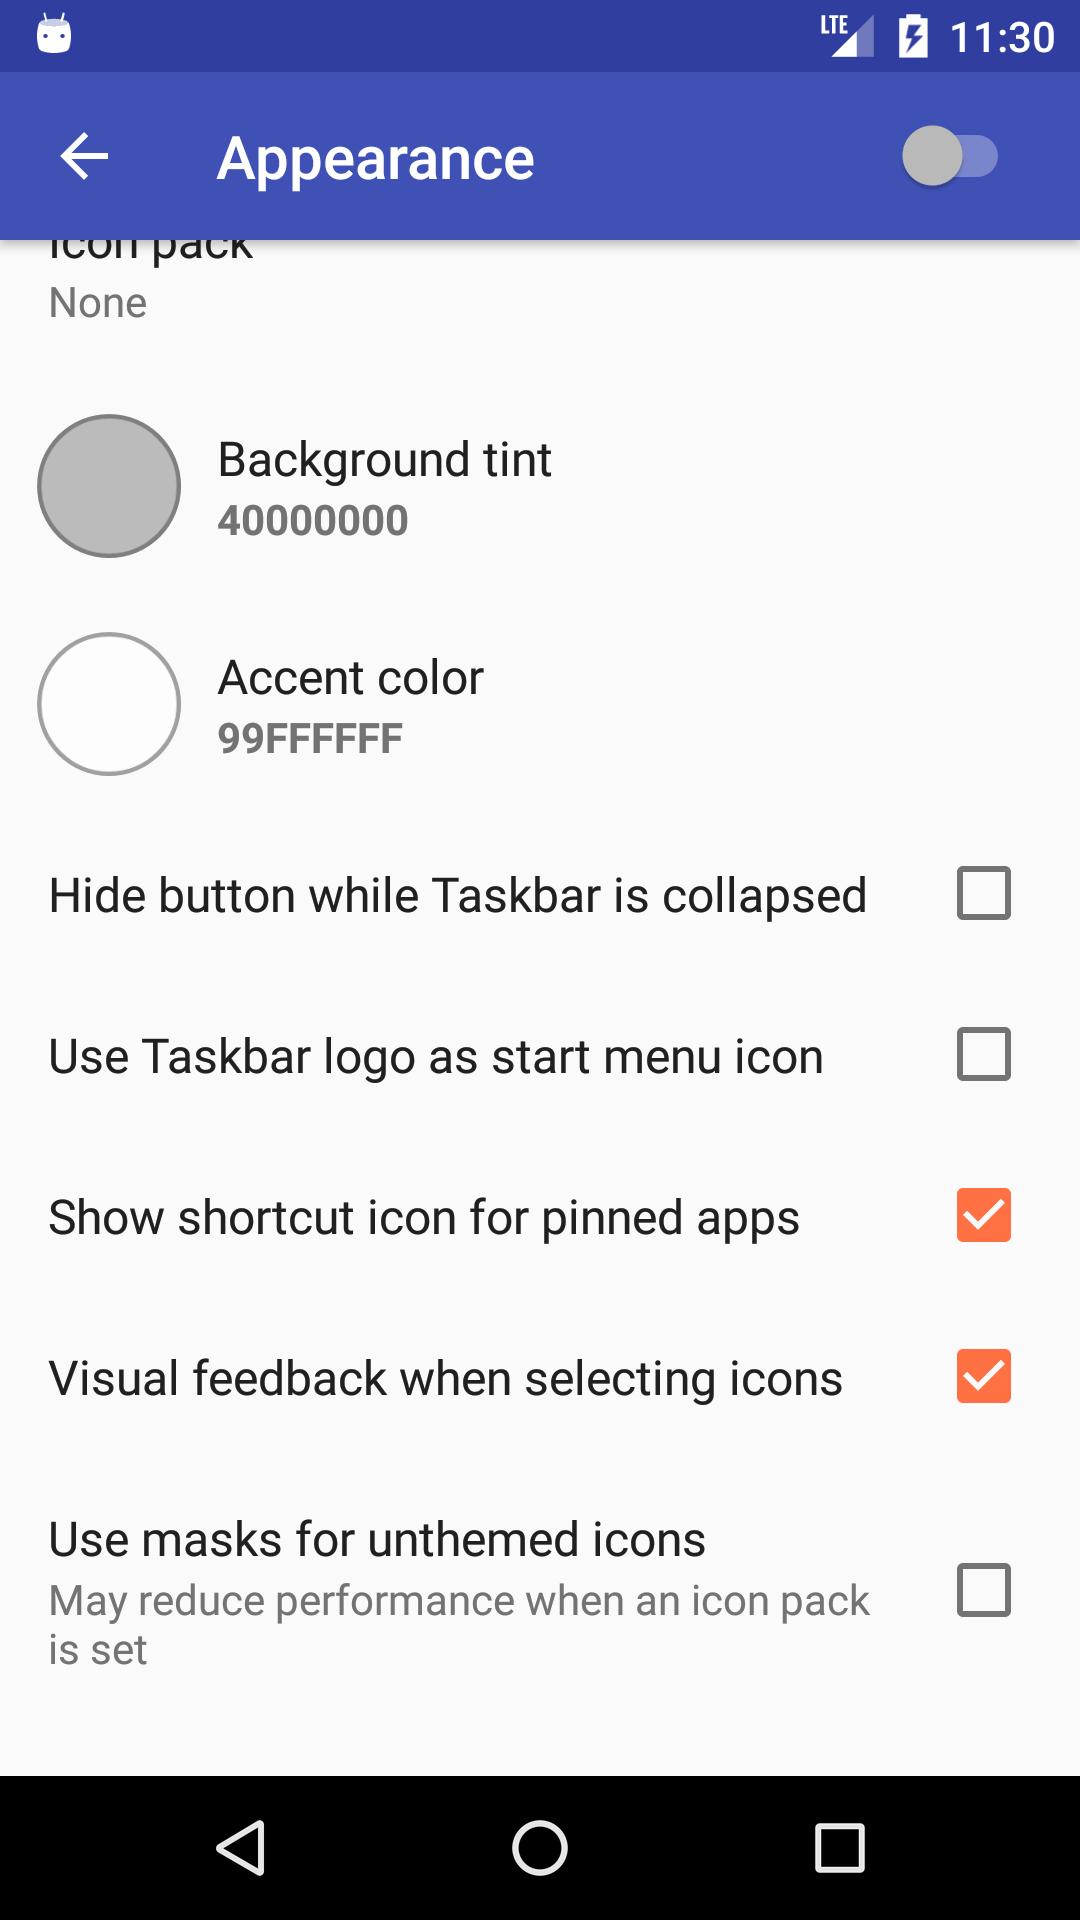 LTE 11:30
Appearance
Icon pack
None
Background tint
40000000
Accent color
99FFFFFF
Hide button while Taskbar is collapsed
Use Taskbar logo as start menu icon
Show shortcut icon for pinned apps
Visual feedback when selecting icons
Use masks for unthemed icons
May reduce performance when an icon pack
is set